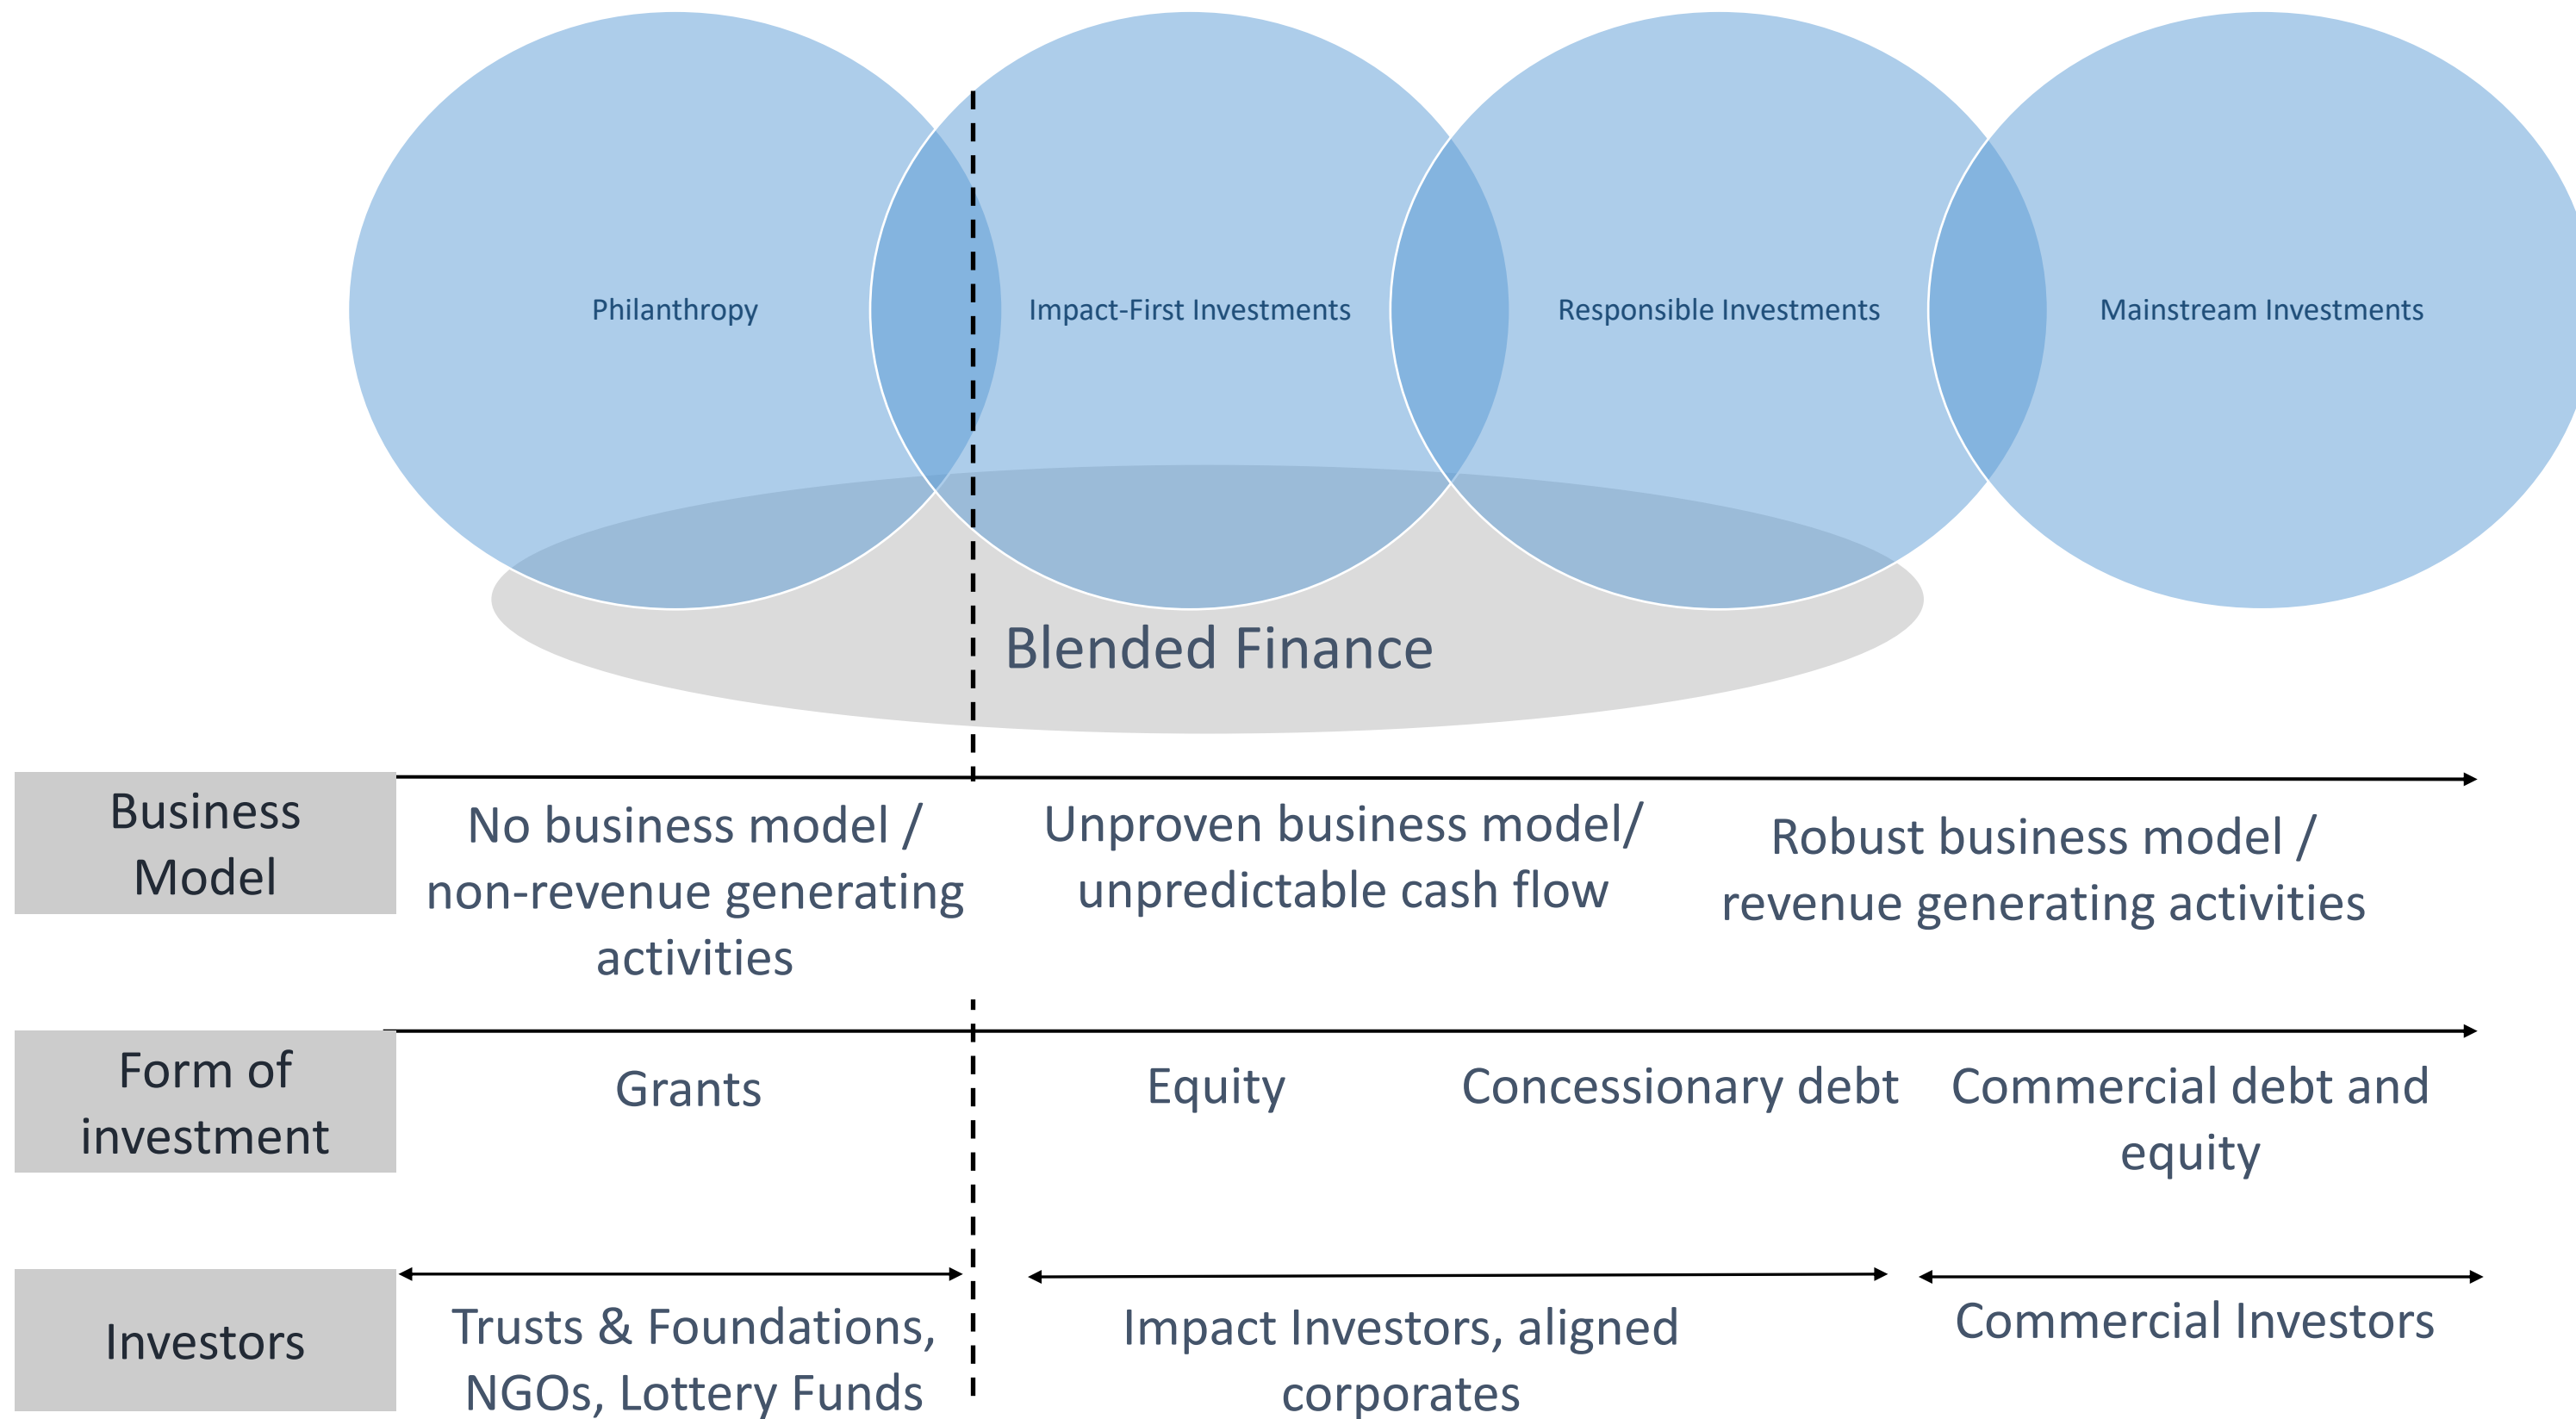 Philanthropy
Impact-First Investments
Responsible Investments
Mainstream Investments
Blended Finance
Business
Model
No business model /
non-revenue generating
activities
Unproven business model/
unpredictable cash flow
Robust business model /
revenue generating activities
Form of
investment
Grants
Equity
Concessionary debt
Commercial debt and
equity
Investors
Trusts & Foundations,
NGOs, Lottery Funds
Impact Investors, aligned
corporates
Commercial Investors